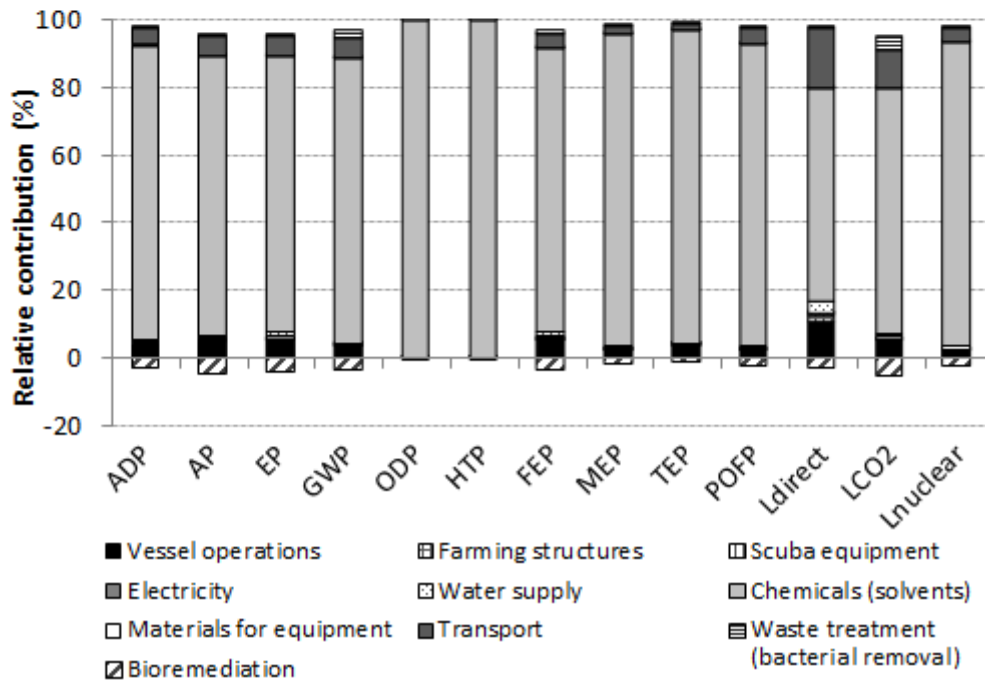 Relative contribution (%)
100
80
60
40
20
0
-20
ADP
AP
EP
GWP
ODP
HTP
FEP
MEP
TEP
POFP
Ldirect
LCO2
Lnuclear
Vessel operations
Farming structures
Scuba equipment
Electricity
Water supply
Chemicals (solvents)
Materials for equipment
Transport
Waste treatment
(bacterial removal)
Bioremediation